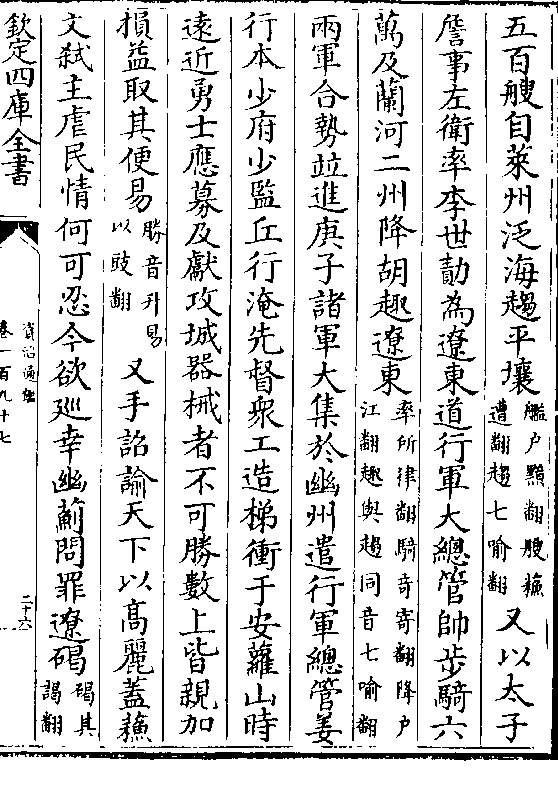 五百艘自萊州泛海趨平壤艦户黯翻艘蘇遭翻趨七喻翻又以太子
詹事左衛率李世勣為遼東道行軍大總管帥步騎六
萬及蘭河二州降胡趣遼東率所律翻騎奇寄翻降户江翻趣與趨同音七喻翻
兩軍合勢竝進庚子諸軍大集於幽州遣行軍總管姜
行本少府少監丘行淹先督衆工造梯衝于安蘿山時
遠近勇士應募及獻攻城器械者不可勝數上皆親加
損益取其便易勝音升易以豉翻又手詔諭天下以高麗蓋蘇
文弑主虐民情何可忍今欲廵幸幽薊問罪遼碣碣其謁翻
欽定四庫全書
資治通鑑
卷一百九十七
二十六